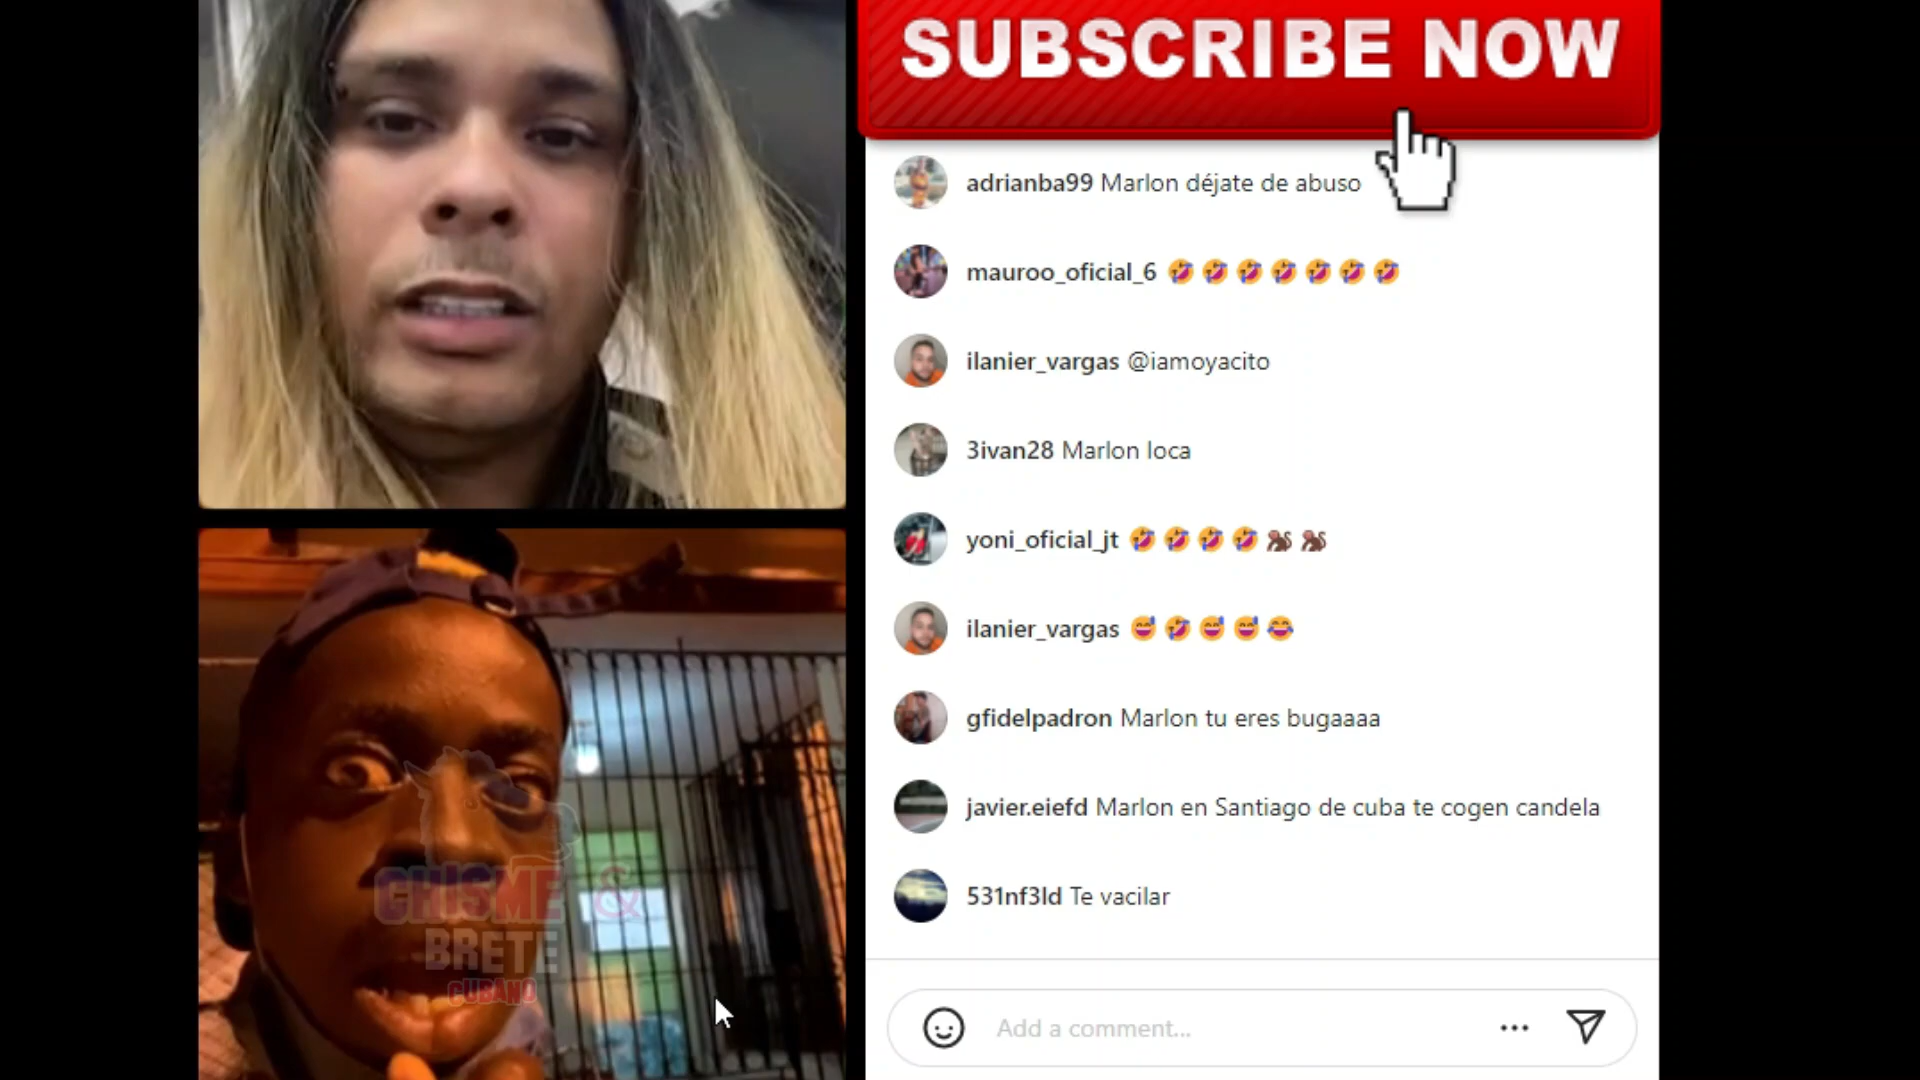 SUBSCRIBE NOW
adrianba99 Marlon déjate de abuso
mauroo_oficial_6 🤣🤣🤣🤣🤣🤣🤣
ilanier_vargas @iamoyacito
3ivan28 Marlon loca
yoni_oficial_jt 🤣🤣🤣🤣🐒🐒
ilanier_vargas 😅🤣😅😅😂
gfidelpadron Marlon tu eres bugaaaa
javier.eiefd Marlon en Santiago de cuba te cogen candela
531nf3ld Te vacilar
Add a comment...
CHISME &
BRETE
CUBANO